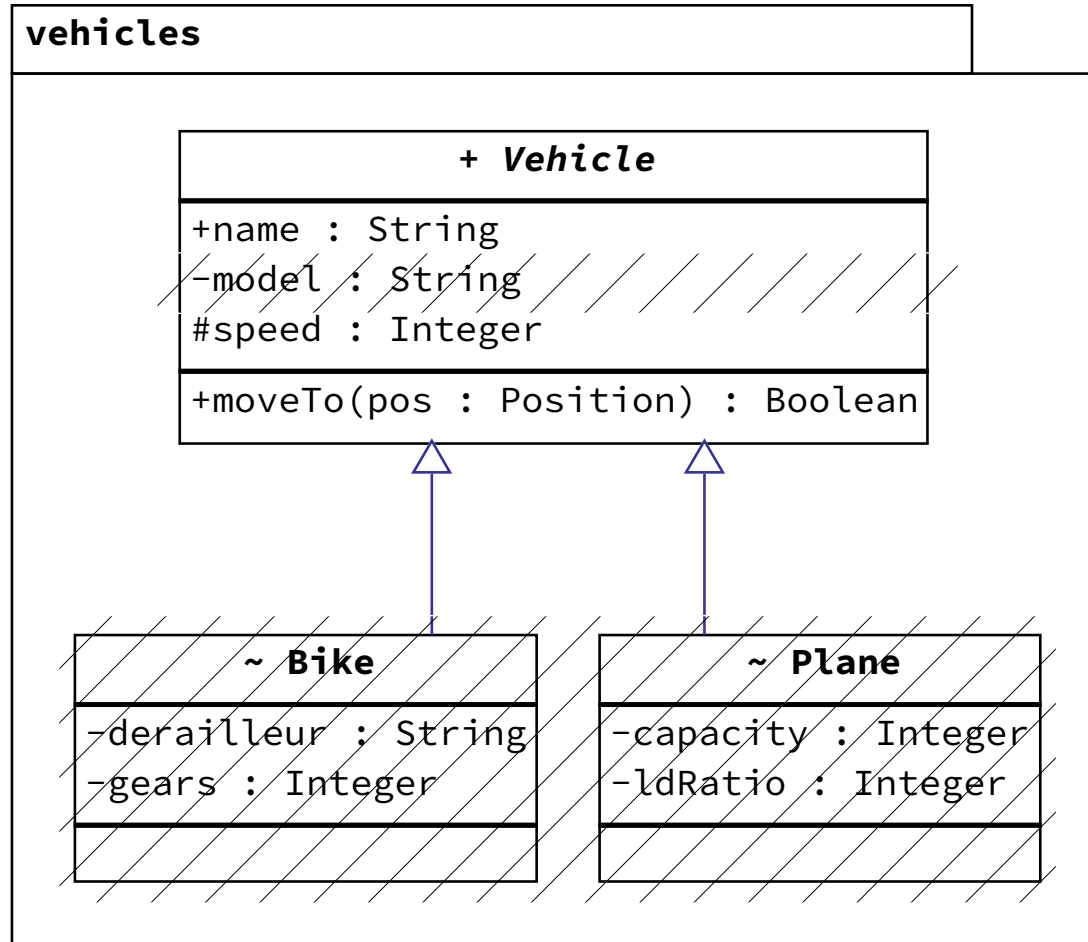 vehicles
+ Vehicle
+name : String
-model : String
#speed : Integer
+moveTo(pos : Position) : Boolean
~ Bike
-derailleur : String
-gears : Integer
~ Plane
-capacity : Integer
-ldRatio : Integer